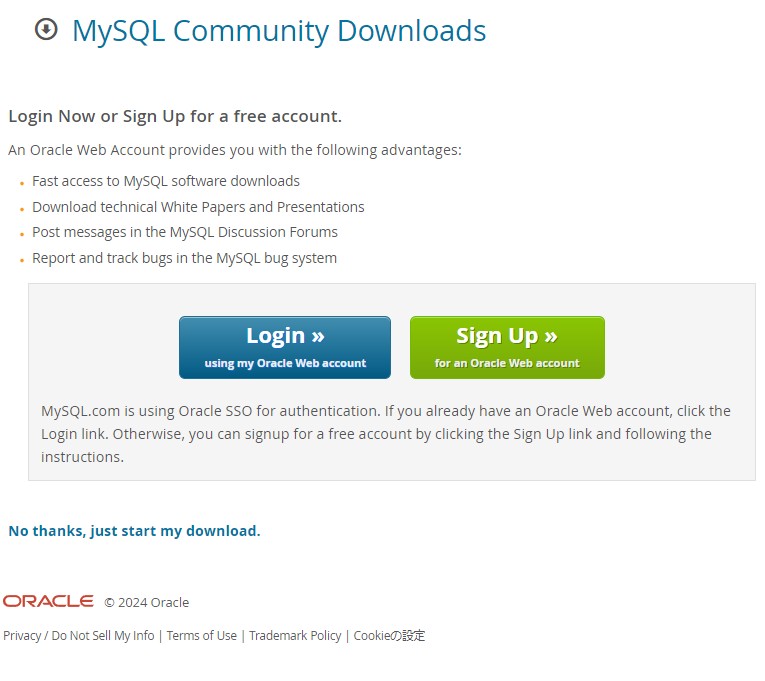 MySQL Community Downloads
Login Now or Sign Up for a free account.
An Oracle Web Account provides you with the following advantages:
Fast access to MySQL software downloads
Download technical White Papers and Presentations
Post messages in the MySQL Discussion Forums
Report and track bugs in the MySQL bug system
Login »
using my Oracle Web account
Sign Up »
for an Oracle Web account
MySQL.com is using Oracle SSO for authentication. If you already have an Oracle Web account, click the
Login link. Otherwise, you can signup for a free account by clicking the Sign Up link and following the
instructions.
No thanks, just start my download.
ORACLE © 2024 Oracle
Privacy / Do Not Sell My Info | Terms of Use | Trademark Policy | Cookieの設定